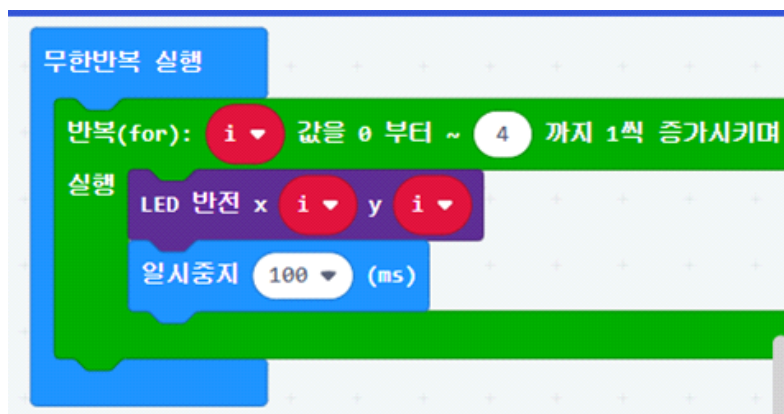 무한반복 실행
반복(for): i 값을 0 부터 ~ 4 까지 1씩 증가시키며
실행
LED 반전 x i y i
일시중지 100 (ms)